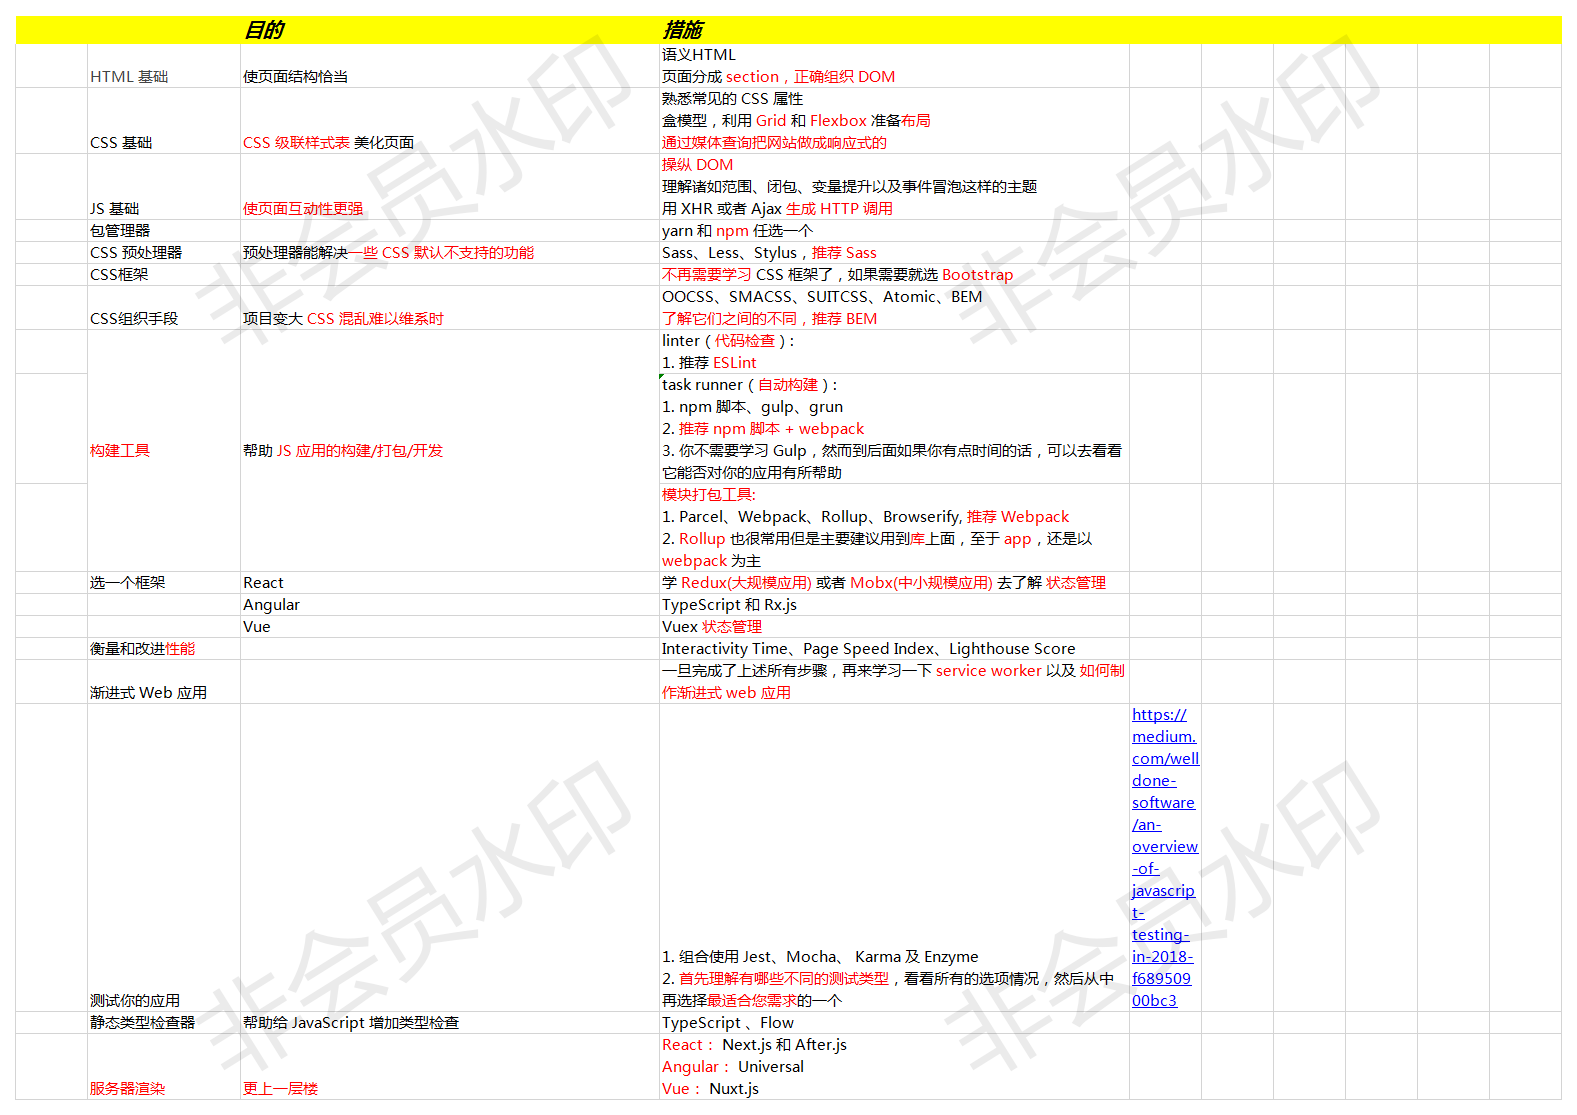 目的 措施
语义HTML
HTML 基础 使页面结构恰当 页面分成 section，正确组织 DOM
熟悉常见的 CSS 属性
盒模型，利用 Grid 和 Flexbox 准备布局
CSS 基础 CSS 级联样式表 美化页面 通过媒体查询把网站做成响应式的
操纵 DOM
理解诸如范围、闭包、变量提升以及事件冒泡这样的主题
JS 基础 使页面互动性更强 用 XHR 或者 Ajax 生成 HTTP 调用
包管理器 yarn 和 npm 任选一个
CSS 预处理器 预处理器能解决一些 CSS 默认不支持的功能 Sass、Less、Stylus，推荐 Sass
CSS框架 不再需要学习 CSS 框架了，如果需要就选 Bootstrap
OOCSS、SMACSS、SUITCSS、Atomic、BEM
CSS组织手段 项目变大 CSS 混乱难以维系时 了解它们之间的不同，推荐 BEM
linter（代码检查）:
1. 推荐 ESLint
task runner（自动构建）:
1. npm 脚本、gulp、grun
2. 推荐 npm 脚本 + webpack
构建工具 帮助 JS 应用的构建/打包/开发 3. 你不需要学习 Gulp，然而到后面如果你有点时间的话，可以去看看
它能否对你的应用有所帮助
模块打包工具:
1. Parcel、Webpack、Rollup、Browserify, 推荐 Webpack
2. Rollup 也很常用但是主要建议用到库上面，至于 app，还是以
webpack 为主
选一个框架 React 学 Redux(大规模应用) 或者 Mobx(中小规模应用) 去了解 状态管理
Angular TypeScript 和 Rx.js
Vue Vuex 状态管理
衡量和改进性能 Interactivity Time、Page Speed Index、Lighthouse Score
一旦完成了上述所有步骤，再来学习一下 service worker 以及 如何制
渐进式 Web 应用 作渐进式 web 应用
https://
medium.
com/well
done-
software
/an-
overview
-of-
javascrip
t-
testing-
1. 组合使用 Jest、Mocha、 Karma 及 Enzyme in-2018-
2. 首先理解有哪些不同的测试类型，看看所有的选项情况，然后从中 f689509
测试你的应用 再选择最适合您需求的一个 00bc3
静态类型检查器 帮助给 JavaScript 增加类型检查 TypeScript 、Flow
React： Next.js 和 After.js
Angular： Universal
服务器渲染 更上一层楼 Vue： Nuxt.js
非会员水印
非会员水印
非会员水印
非会员水印